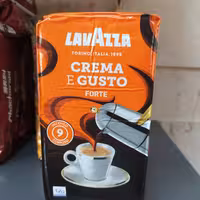 LAVAZZA
TORINO, ITALIA, 1895
CREMA
E GUSTO
FORTE
9